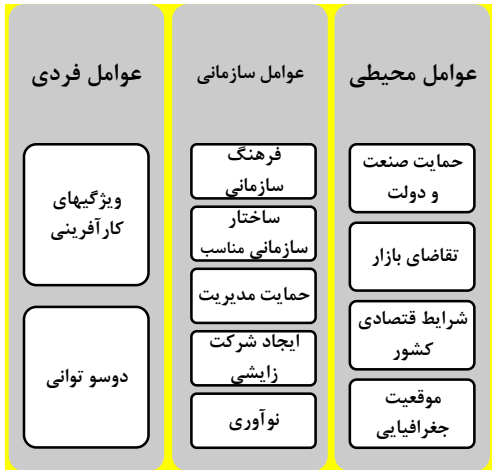 عوامل محیطی
حمایت صنعت
و دولت
تقاضای بازار
شرایط قتصادی
کشور
موقعیت
جغرافیایی
عوامل سازمانی
فرهنگ
سازمانی
ساختار
سازمانی مناسب
حمایت مدیریت
ایجاد شرکت
زایشی
نوآوری
عوامل فردی
ویژگیهای
کارآفرینی
دوسو توانی